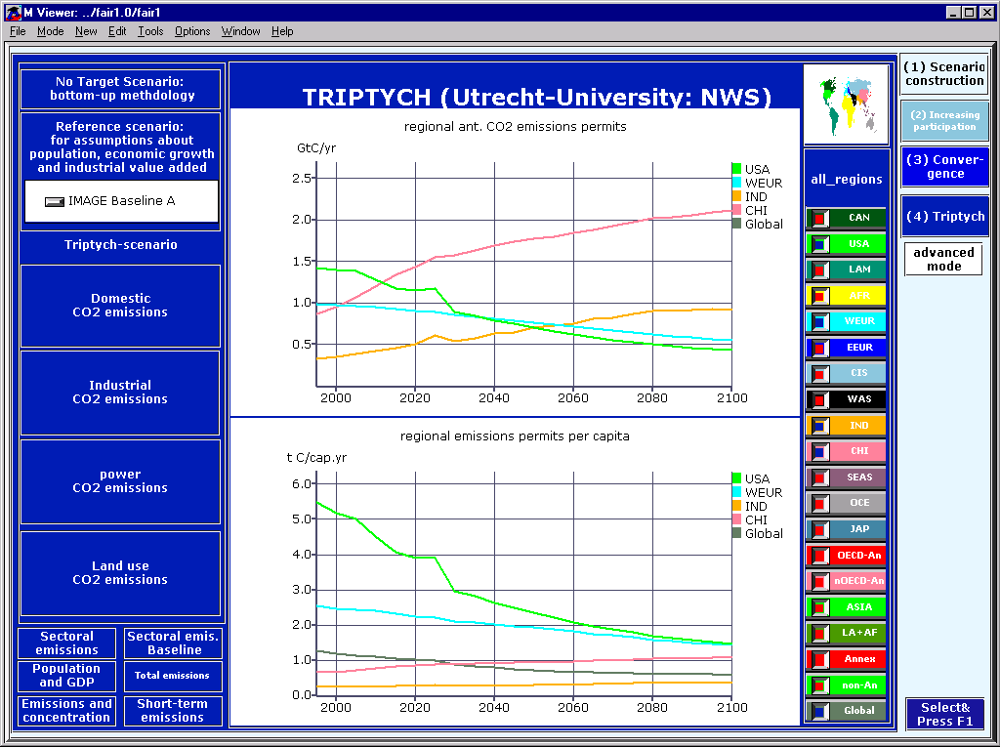 M Viewer: ../fair1.0/fair1
File Mode New Edit Tools Options Window Help
No Target Scenario:
bottom-up methdology
Reference scenario:
for assumptions about
population, economic growth
and industrial value added
IMAGE Baseline A
Triptych-scenario
Domestic
CO2 emissions
Industrial
CO2 emissions
power
CO2 emissions
Land use
CO2 emissions
Sectoral
emissions
Sectoral emis.
Baseline
Population
and GDP
Total emissions
Emissions and
concentration
Short-term
emissions
TRIPTYCH (Utrecht-University: NWS)
regional ant. CO2 emissions permits
GtC/yr
2.5
2.0
1.5
1.0
0.5
2000 2020 2040 2060 2080 2100
USA
WEUR
IND
CHI
Global
regional emissions permits per capita
t C/cap.yr
6.0
5.0
4.0
3.0
2.0
1.0
0.0
2000 2020 2040 2060 2080 2100
USA
WEUR
IND
CHI
Global
all_regions
CAN
USA
LAM
AFR
WEUR
EEUR
CIS
WAS
IND
CHI
SEAS
OCE
JAP
OECD-An
nOECD-An
ASIA
LA+AF
Annex
non-An
Global
(1) Scenario
construction
(2) Increasing
participation
(3) Conver-
gence
(4) Triptych
advanced
mode
Select&
Press F1